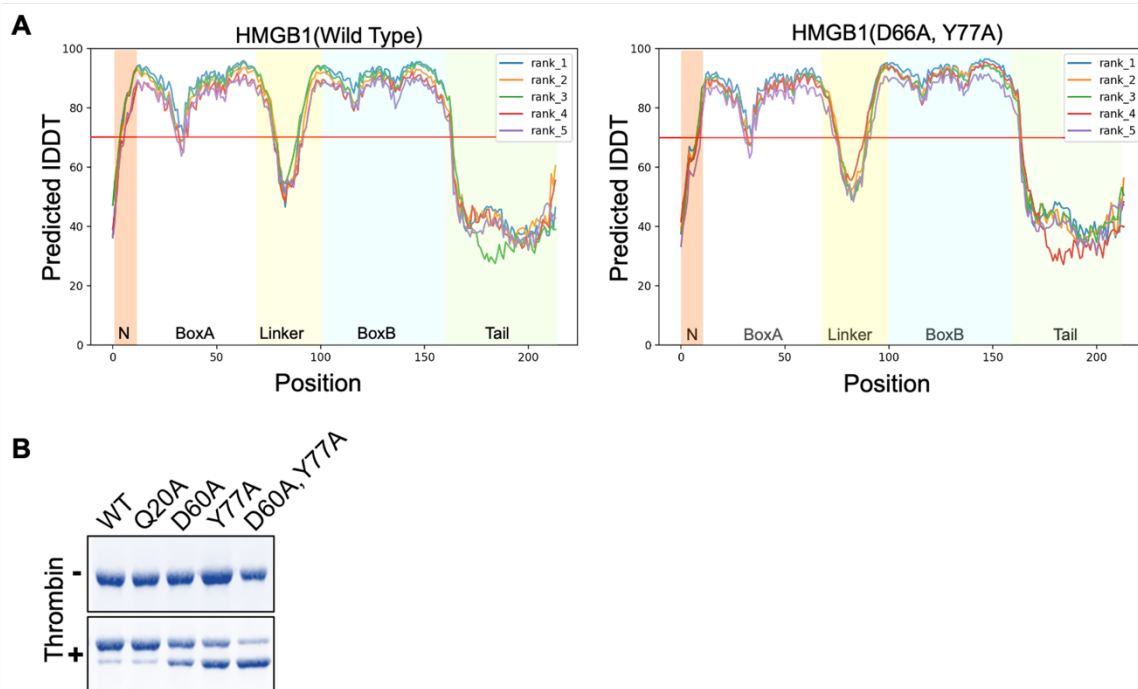 A
HMGB1(Wild Type)
Predicted IDDT
100
80
60
40
20
0
rank_1
rank_2
rank_3
rank_4
rank_5
N
BoxA
Linker
BoxB
Tail
0
50
100
150
200
Position
HMGB1(D66A, Y77A)
Predicted IDDT
100
80
60
40
20
0
rank_1
rank_2
rank_3
rank_4
rank_5
N
BoxA
Linker
BoxB
Tail
0
50
100
150
200
Position
B
WT
Q20A
D60A
Y77A
D60A, Y77A
Thrombin
-
+